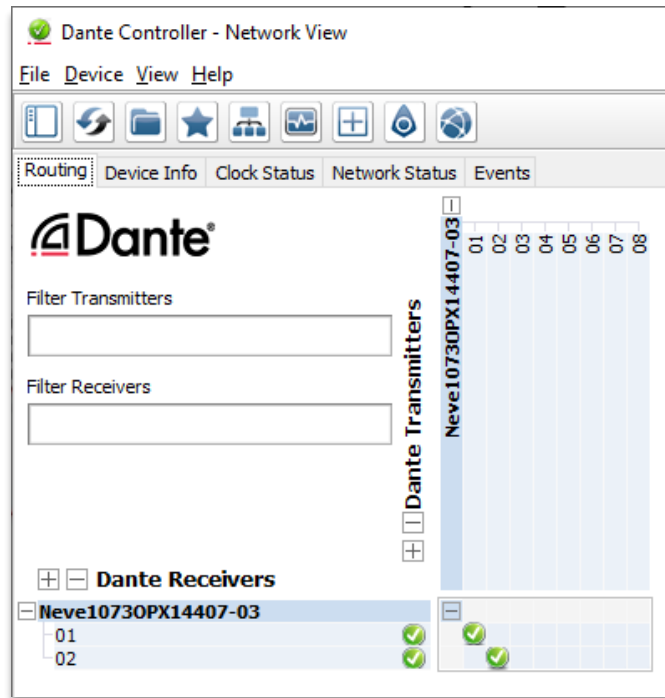 Dante Controller - Network View
File Device View Help
Routing Device Info Clock Status Network Status Events
Dante®
Filter Transmitters
Filter Receivers
Dante Transmitters
Neve1073OPX14407-03
01 02 03 04 05 06 07 08
Dante Receivers
Neve1073OPX14407-03
01
02